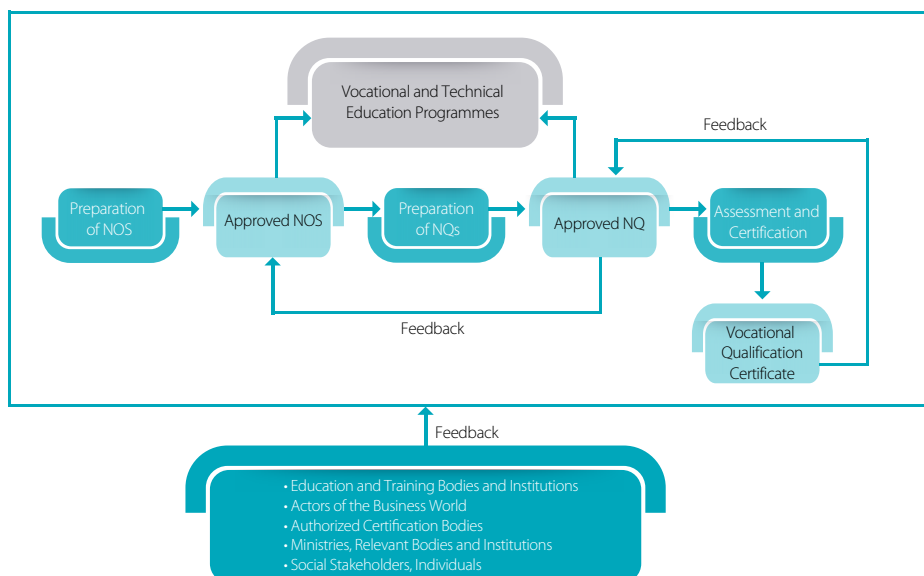 Vocational and Technical
Education Programmes
Feedback
Preparation
of NOS
Approved NOS
Preparation
of NQs
Approved NQ
Assessment and
Certification
Feedback
Vocational
Qualification
Certificate
Feedback
• Education and Training Bodies and Institutions
• Actors of the Business World
• Authorized Certification Bodies
• Ministries, Relevant Bodies and Institutions
• Social Stakeholders, Individuals